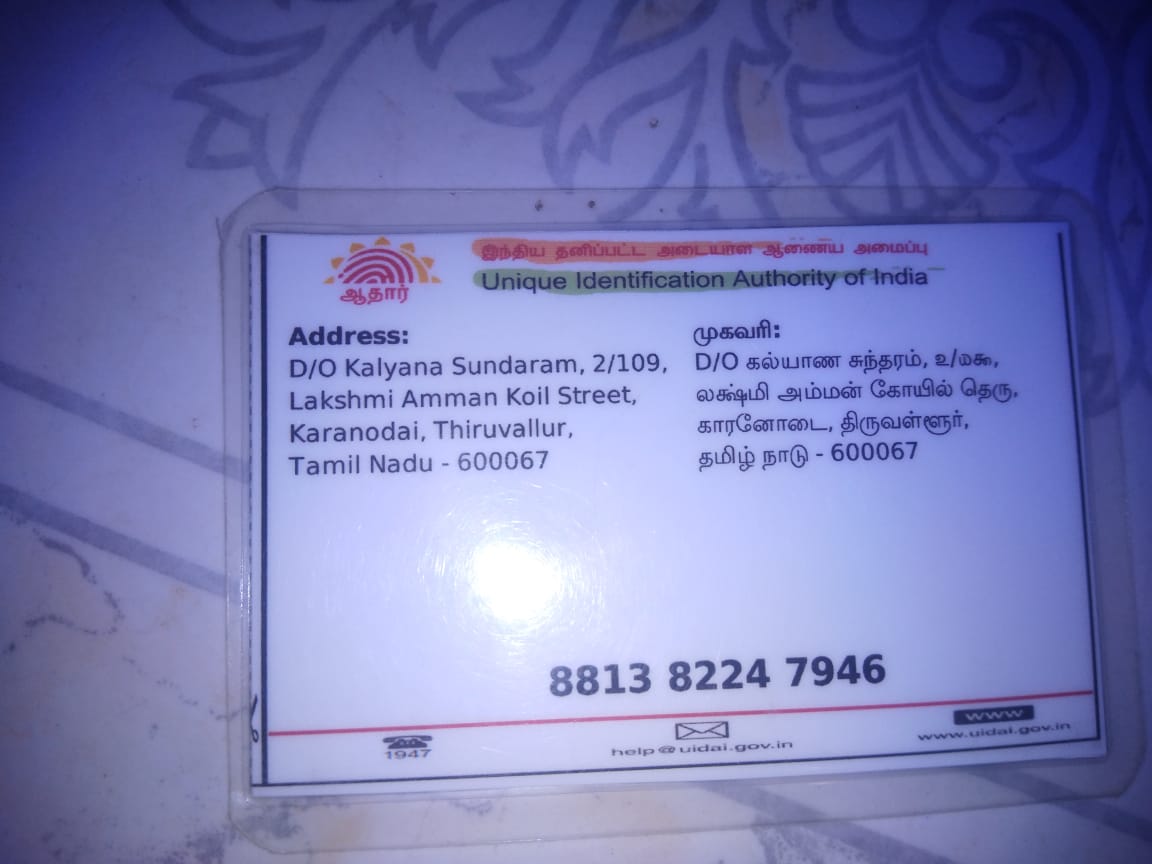 ஆதார்
இந்திய தனிப்பட்ட அடையாள ஆணைய அமைப்பு
Unique Identification Authority of India
Address:
D/O Kalyana Sundaram, 2/109,
Lakshmi Amman Koil Street,
Karanodai, Thiruvallur,
Tamil Nadu - 600067
முகவரி:
D/O கல்யாண சுந்தரம், ௨/௧௦௯,
லக்ஷ்மி அம்மன் கோயில் தெரு,
காரனோடை, திருவள்ளூர்,
தமிழ் நாடு - 600067
8813 8224 7946
1947
help@uidai.gov.in
WWW
www.uidai.gov.in